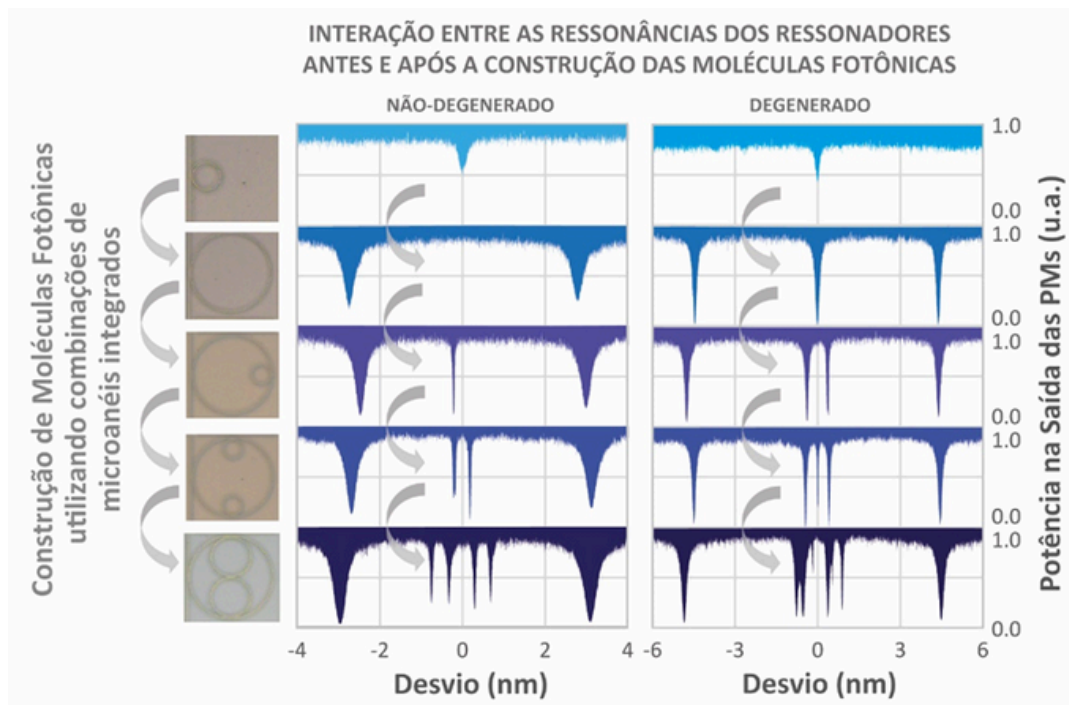 INTERAÇÃO ENTRE AS RESSONÂNCIAS DOS RESSONADORES
ANTES E APÓS A CONSTRUÇÃO DAS MOLÉCULAS FOTÔNICAS
NÃO-DEGENERADO
DEGENERADO
Construção de Moléculas Fotônicas
utilizando combinações de
microanéis integrados
1.0
0.0
1.0
0.0
1.0
0.0
1.0
0.0
1.0
0.0
Potência na Saída das PMs (u.a.)
-4 -2 0 2 4
-6 -3 0 3 6
Desvio (nm)
Desvio (nm)